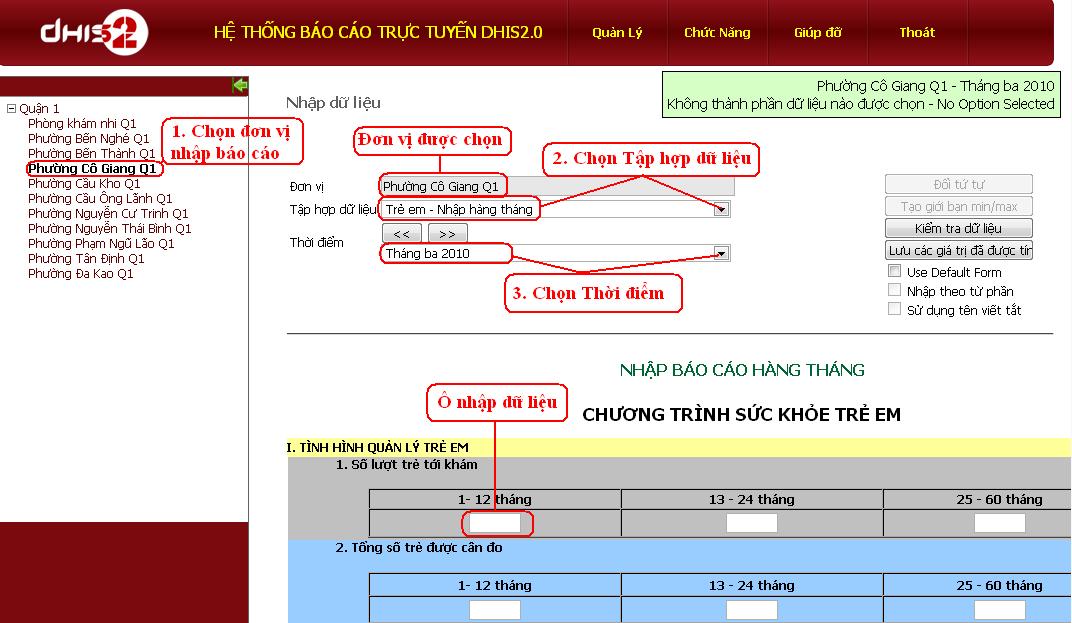 DHIS2
HỆ THỐNG BÁO CÁO TRỰC TUYẾN DHIS2.0
Quản Lý
Chức Năng
Giúp đỡ
Thoát
Phường Cô Giang Q1 - Tháng ba 2010
Không thành phần dữ liệu nào được chọn - No Option Selected
Quận 1
Phòng khám nhi Q1
Phường Bến Nghé Q1
Phường Bến Thành Q1
Phường Cô Giang Q1
Phường Cầu Kho Q1
Phường Cầu Ông Lãnh Q1
Phường Nguyễn Cư Trinh Q1
Phường Nguyễn Thái Bình Q1
Phường Phạm Ngũ Lão Q1
Phường Tân Định Q1
Phường Đa Kao Q1
1. Chọn đơn vị
nhập báo cáo
Nhập dữ liệu
Đơn vị được chọn
2. Chọn Tập hợp dữ liệu
Đơn vị
Phường Cô Giang Q1
Tập hợp dữ liệu
Trẻ em - Nhập hàng tháng
Thời điểm
<< >>
Tháng ba 2010
3. Chọn Thời điểm
Đổi tứ tự
Tạo giới bạn min/max
Kiểm tra dữ liệu
Lưu các giá trị đã được tír
Use Default Form
Nhập theo từ phần
Sử dụng tên viết tắt
NHẬP BÁO CÁO HÀNG THÁNG
Ô nhập dữ liệu
CHƯƠNG TRÌNH SỨC KHỎE TRẺ EM
I. TÌNH HÌNH QUẢN LÝ TRẺ EM
1. Số lượt trẻ tới khám
1- 12 tháng 13 - 24 tháng 25 - 60 tháng
2. Tổng số trẻ được cân đo
1- 12 tháng 13 - 24 tháng 25 - 60 tháng